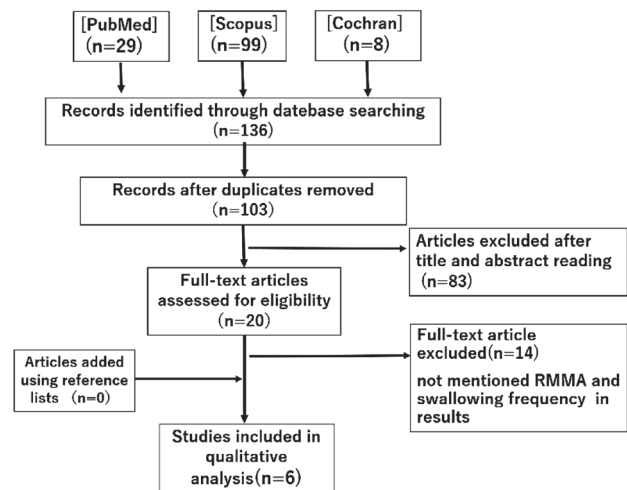 [PubMed]
(n=29)
[Scopus]
(n=99)
[Cochran]
(n=8)
Records identified through datebase searching
(n=136)
Records after duplicates removed
(n=103)
Articles excluded after
title and abstract reading
(n=83)
Full-text articles
assessed for eligibility
(n=20)
Full-text article
excluded(n=14)
not mentioned RMMA and
swallowing frequency in
results
Articles added
using reference
lists (n=0)
Studies included in
qualitative
analysis(n=6)